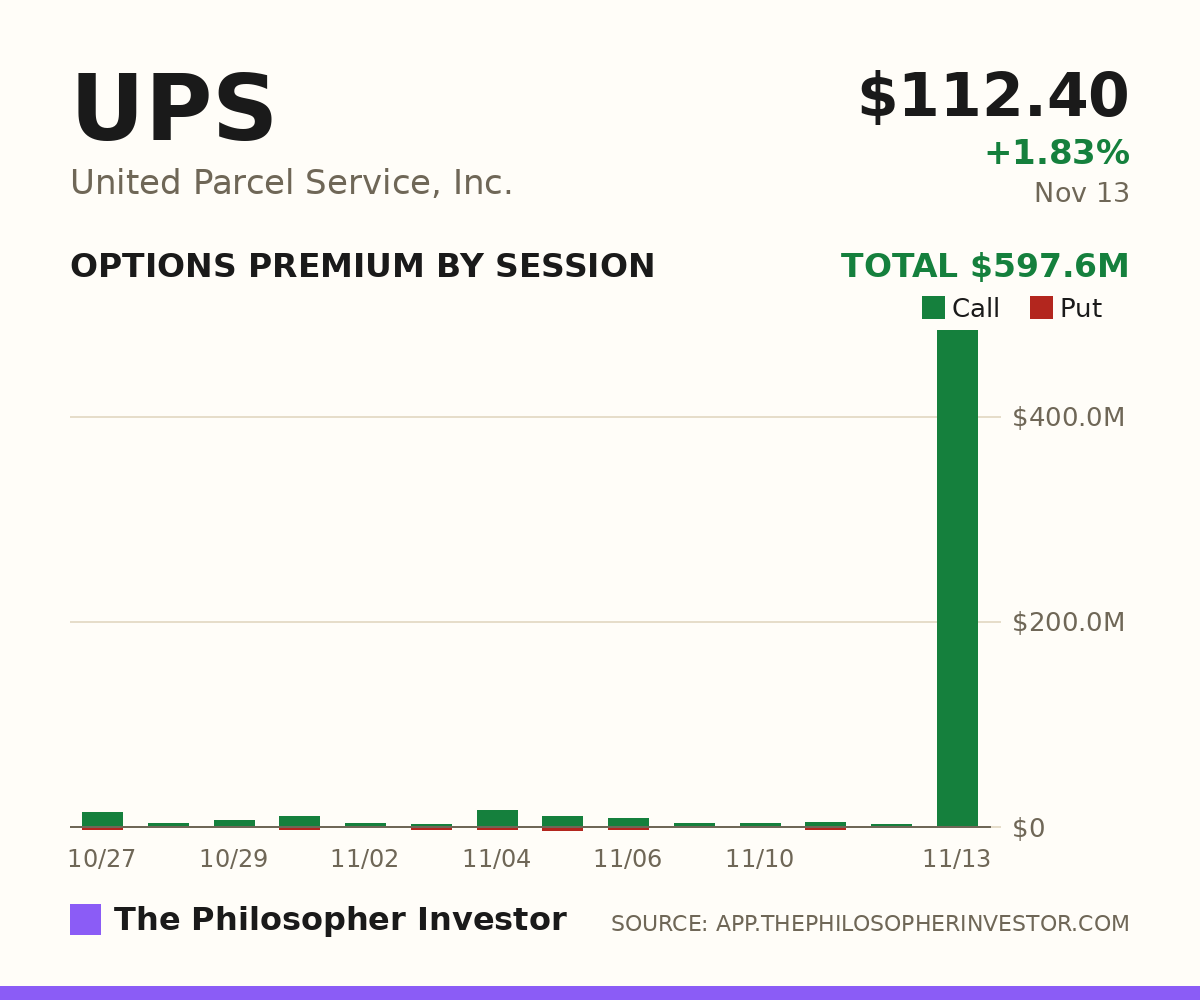 UPS
$112.40
United Parcel Service, Inc.
+1.83%
Nov 13
OPTIONS PREMIUM BY SESSION
TOTAL $597.6M
Call
Put
$400.0M
$200.0M
$0
10/27 10/29 11/02 11/04 11/06 11/10 11/13
The Philosopher Investor
SOURCE: APP.THEPHILOSOPHERINVESTOR.COM